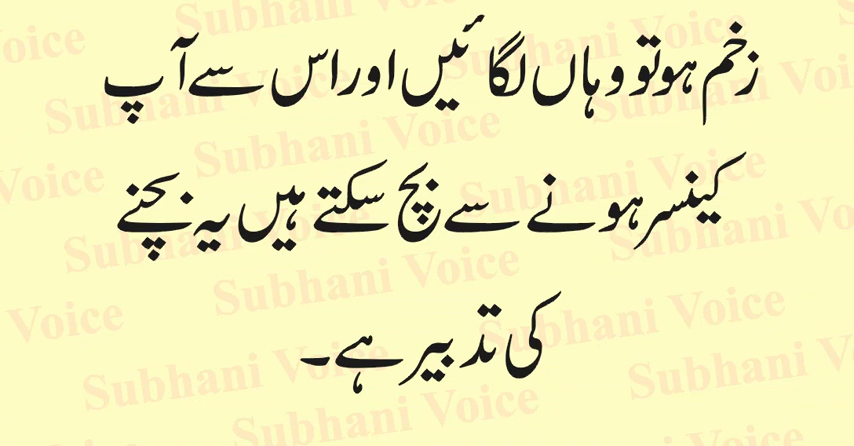 زخم ہو تو وہاں لگائیں اور اس سے آپ
کینسر ہونے سے بچ سکتے ہیں یہ بچنے
کی تدبیر ہے۔
Subhani Voice